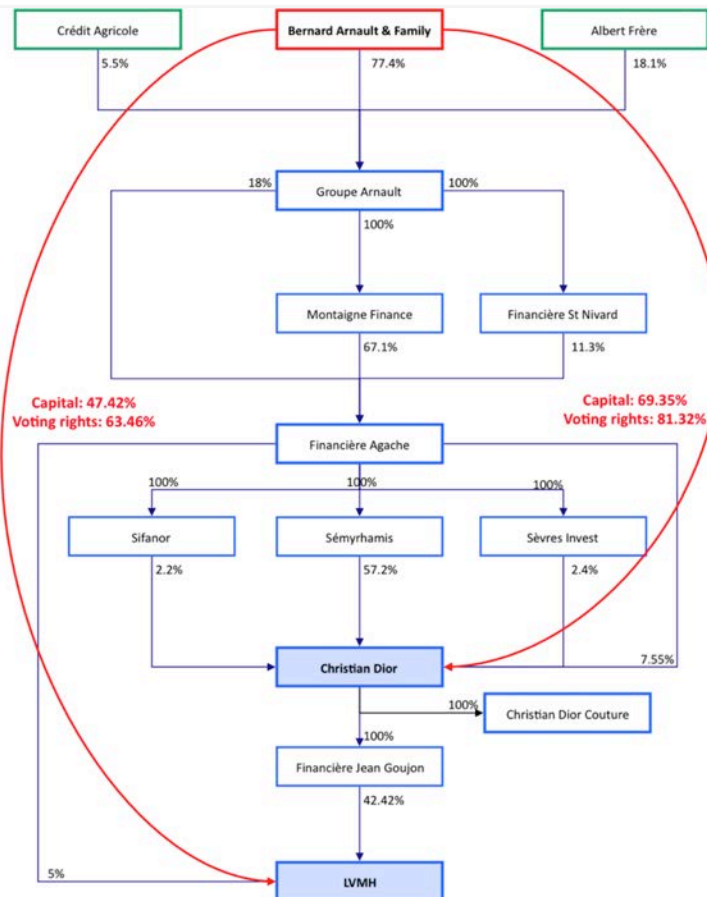 Crédit Agricole
Bernard Arnault & Family
Albert Frère
5.5%
77.4%
18.1%
18%
Groupe Arnault
100%
100%
Montaigne Finance
Financière St Nivard
67.1%
11.3%
Capital: 47.42%
Voting rights: 63.46%
Capital: 69.35%
Voting rights: 81.32%
Financière Agache
100%
100%
100%
Sifanor
Sémyrhamis
Sèvres Invest
2.2%
57.2%
2.4%
Christian Dior
7.55%
100%
Christian Dior Couture
100%
Financière Jean Goujon
42.42%
5%
LVMH